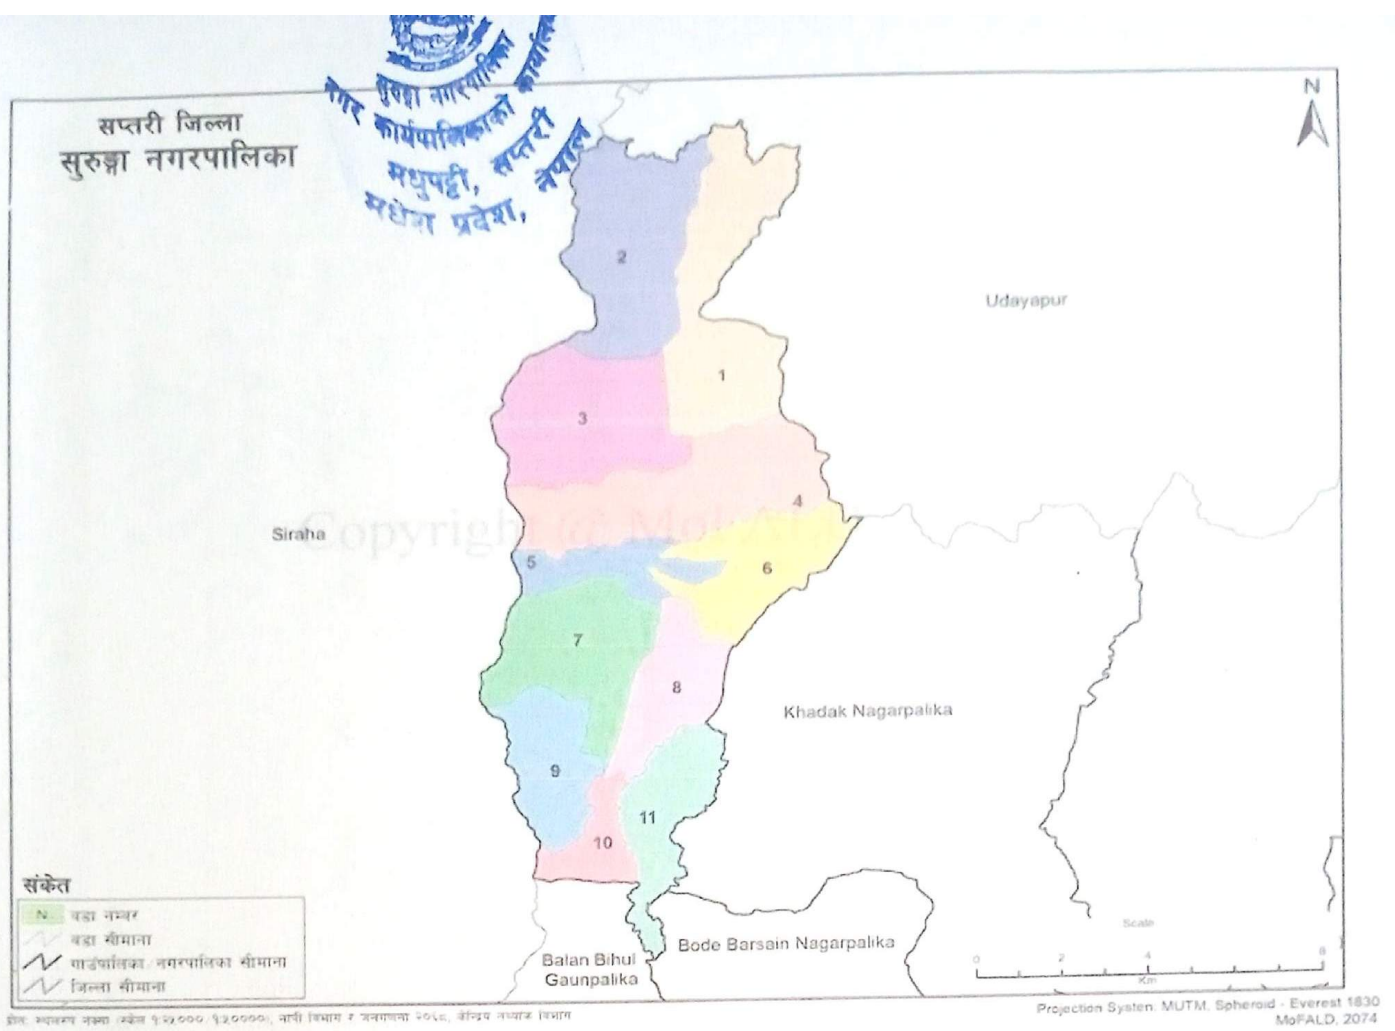 सुरुङ्गा नगरपालिका
नगर कार्यपालिकाको कार्यालय
मधुपट्टी, सप्तरी
मधेश प्रदेश, नेपाल
सप्तरी जिल्ला
सुरुङ्गा नगरपालिका
N
2
Udayapur
1
3
4
Siraha
Copyright @
5
6
7
8
Khadak Nagarpalika
9
11
10
संकेत
N वडा नम्बर
वडा सीमाना
गाउंपालिका/नगरपालिका सीमाना
जिल्ला सीमाना
Bode Barsain Nagarpalika
Balan Bihul
Gaunpalika
Scale
0 2 4 8
Km
Projection System: MUTM, Spheroid - Everest 1830
MoFALD, 2074